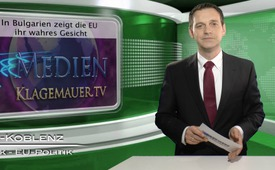 In Bulgarien zeigt die EU
ihr wahres Gesicht
MEDIEN
KLAGEMAUER.TV
-KOBLENZ
K - EU-POLITIK